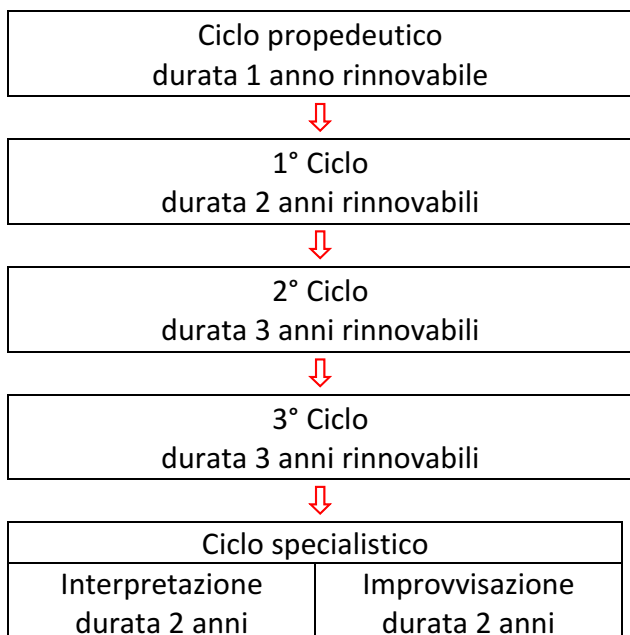 Ciclo propedeutico
durata 1 anno rinnovabile
1° Ciclo
durata 2 anni rinnovabili
2° Ciclo
durata 3 anni rinnovabili
3° Ciclo
durata 3 anni rinnovabili
Ciclo specialistico
Interpretazione
durata 2 anni
Improvvisazione
durata 2 anni